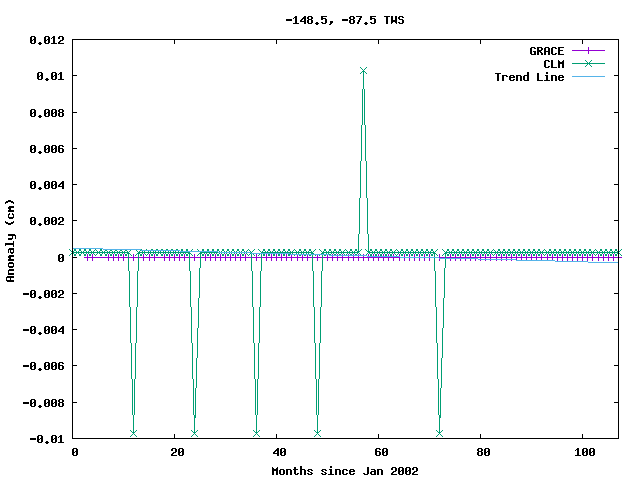 -148.5, -87.5 TWS
GRACE
CLM
Trend Line
0.012
0.01
0.008
0.006
0.004
0.002
0
-0.002
-0.004
-0.006
-0.008
-0.01
Anomaly (cm)
0 20 40 60 80 100
Months since Jan 2002